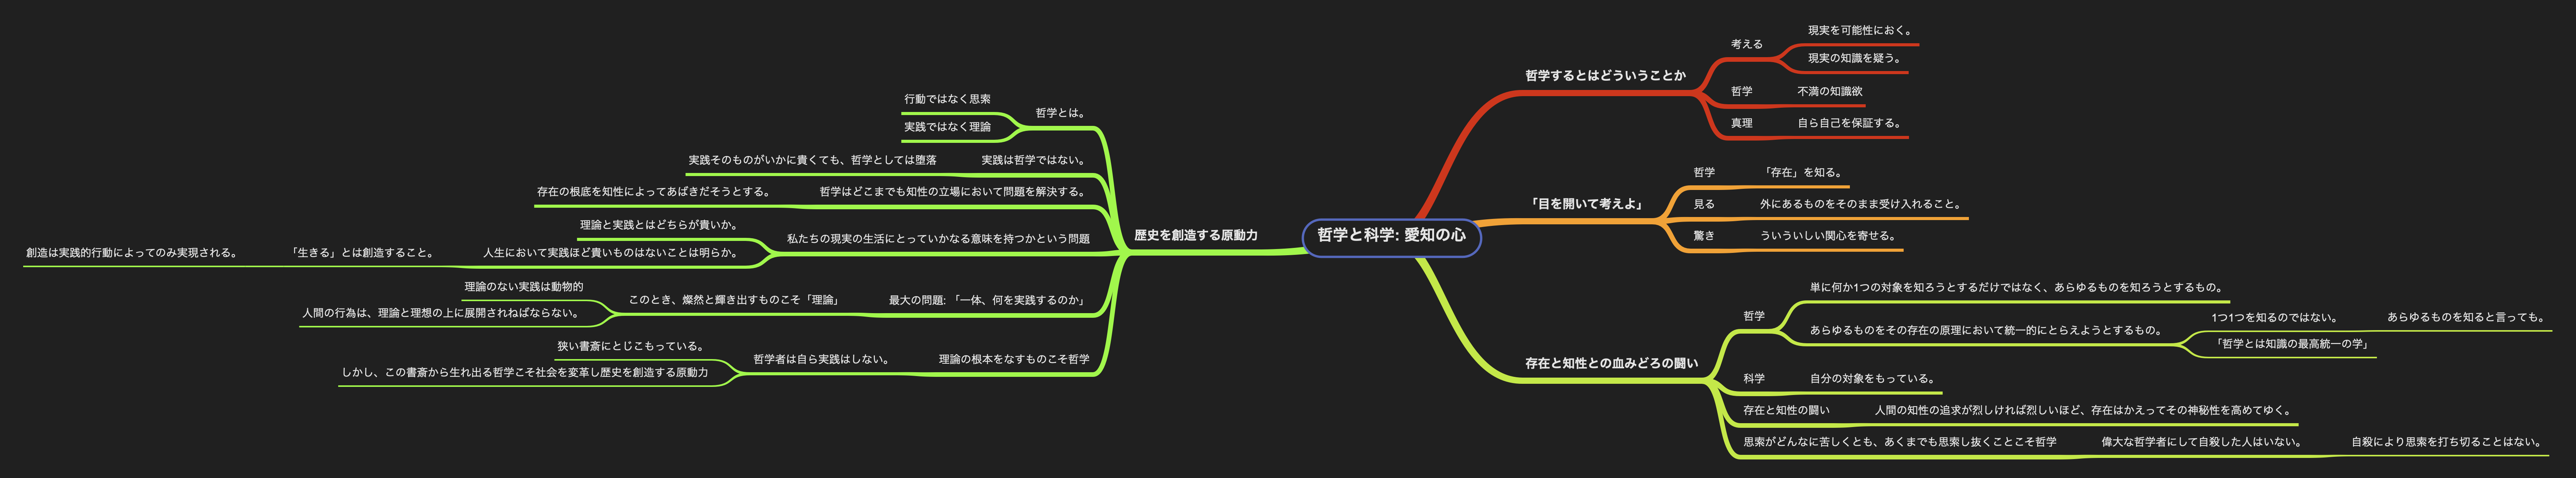 哲学と科学: 愛知の心
哲学するとはどういうことか
考える
現実を可能性におく。
現実の知識を疑う。
哲学
不満の知識欲
真理
自ら自己を保証する。
「目を開いて考えよ」
哲学
「存在」を知る。
見る
外にあるものをそのまま受け入れること。
驚き
ういういしい関心を寄せる。
存在と知性との血みどろの闘い
哲学
単に何か1つの対象を知ろうとするだけではなく、あらゆるものを知ろうとするもの。
あらゆるものをその存在の原理において統一的にとらえようとするもの。
1つ1つを知るのではない。
あらゆるものを知ると言っても。
「哲学とは知識の最高統一の学」
科学
自分の対象をもっている。
存在と知性の闘い
人間の知性の追求が烈しければ烈しいほど、存在はかえってその神秘性を高めてゆく。
思索がどんなに苦しくとも、あくまでも思索し抜くことこそ哲学
偉大な哲学者にして自殺した人はいない。
自殺により思索を打ち切ることはない。
歴史を創造する原動力
哲学とは。
行動ではなく思索
実践ではなく理論
実践は哲学ではない。
実践そのものがいかに貴くても、哲学としては堕落
哲学はどこまでも知性の立場において問題を解決する。
存在の根底を知性によってあばきだそうとする。
私たちの現実の生活にとっていかなる意味を持つかという問題
理論と実践とはどちらが貴いか。
人生において実践ほど貴いものはないことは明らか。
「生きる」とは創造すること。
創造は実践的行動によってのみ実現される。
最大の問題: 「一体、何を実践するのか」
このとき、燦然と輝き出すものこそ「理論」
理論のない実践は動物的
人間の行為は、理論と理想の上に展開されねばならない。
理論の根本をなすものこそ哲学
哲学者は自ら実践はしない。
狭い書斎にとじこもっている。
しかし、この書斎から生れ出る哲学こそ社会を変革し歴史を創造する原動力